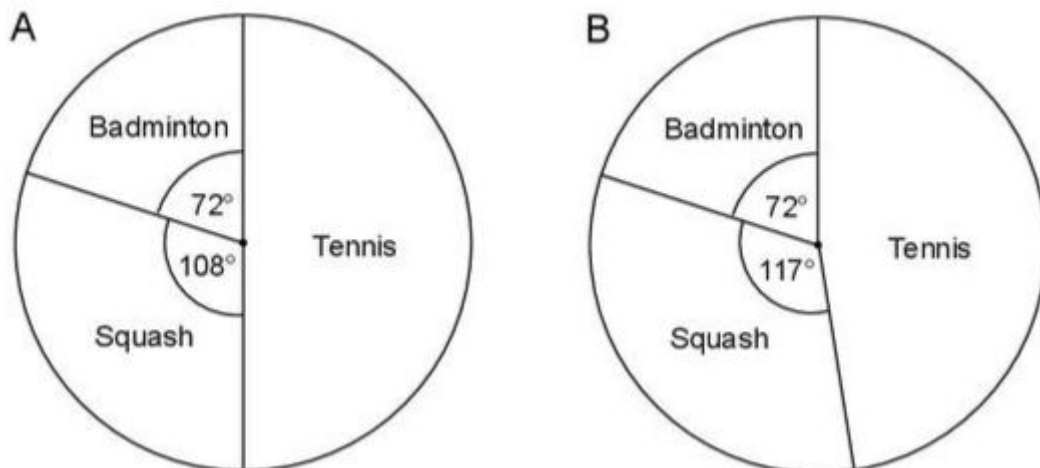 A
Badminton
72°
108°
Tennis
Squash
B
Badminton
72°
117°
Tennis
Squash